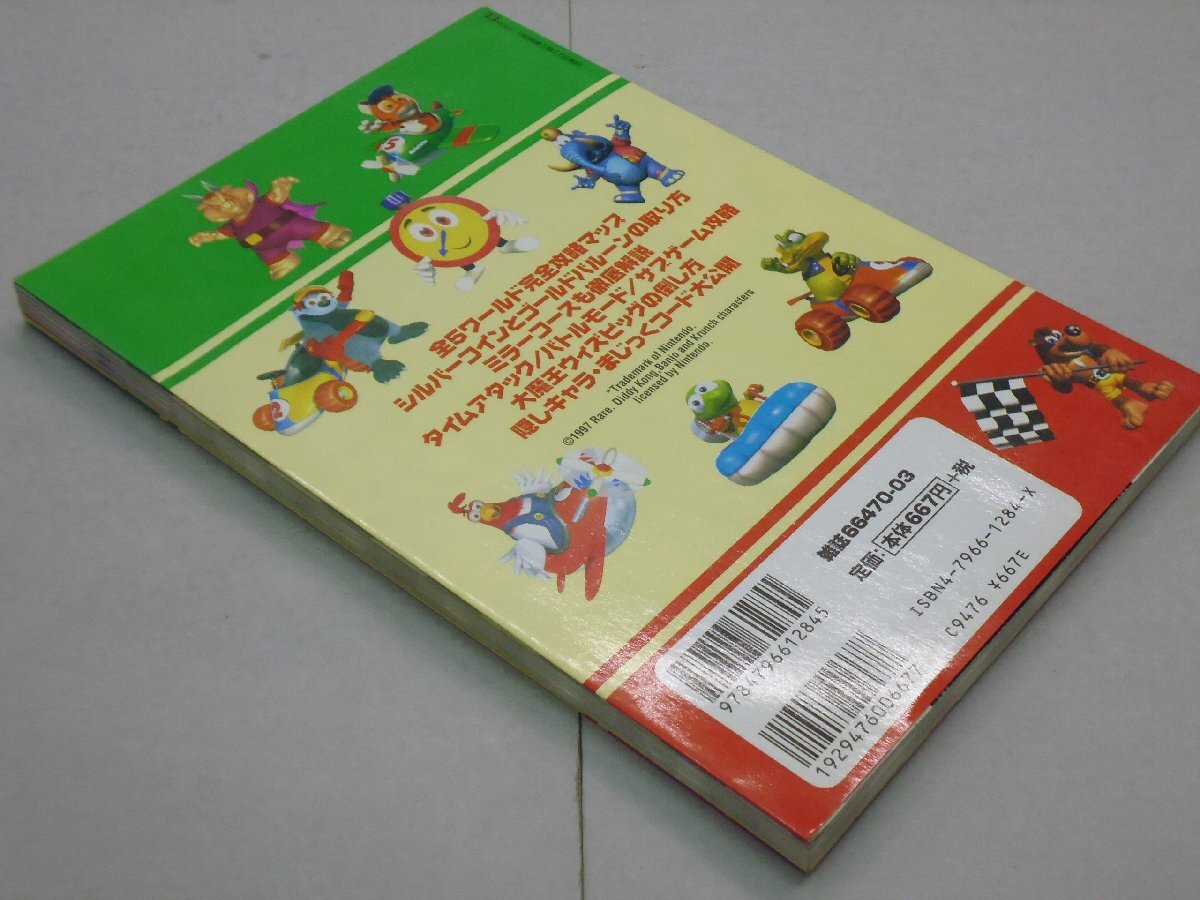 全5ワールド完全攻略マップ
シルバーコインとゴールドバルーンの取り方
ミラーコースも徹底解説
タイムアタック/バトルモード/サブゲーム攻略
大魔王ウィズピッグの倒し方
隠しキャラ・まじっくコード大公開
-Trademark of Nintendo.
©1997 Rare. Diddy Kong, Banjo and Krunch characters
licensed by Nintendo.
雑誌66470-03
定価:本体667円+税
ISBN4-7966-1284-X
C9476 ¥667E
9784796612845
1929476006677